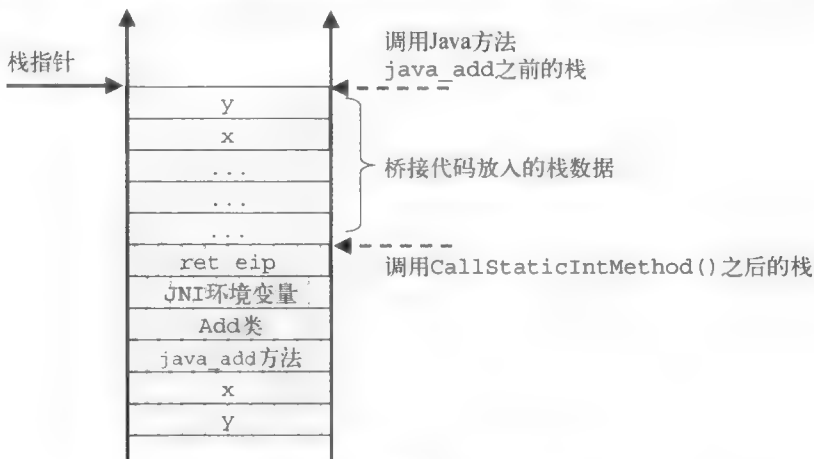 调用Java方法
java_add之前的栈
栈指针
y
x
...
...
...
桥接代码放入的栈数据
ret eip
调用CallStaticIntMethod()之后的栈
JNI环境变量
Add类
java_add方法
x
y